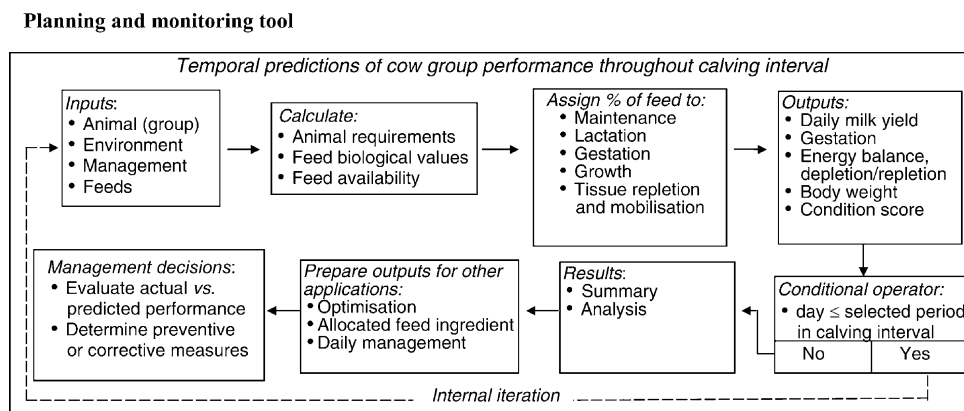 Planning and monitoring tool
Temporal predictions of cow group performance throughout calving interval
Inputs:
• Animal (group)
• Environment
• Management
• Feeds
Calculate:
• Animal requirements
• Feed biological values
• Feed availability
Assign % of feed to:
• Maintenance
• Lactation
• Gestation
• Growth
• Tissue repletion
and mobilisation
Outputs:
• Daily milk yield
• Gestation
• Energy balance,
depletion/repletion
• Body weight
• Condition score
Conditional operator:
• day ≤ selected period
in calving interval
No
Yes
Results:
• Summary
• Analysis
Prepare outputs for other
applications:
• Optimisation
• Allocated feed ingredient
• Daily management
Management decisions:
• Evaluate actual vs.
predicted performance
• Determine preventive
or corrective measures
Internal iteration